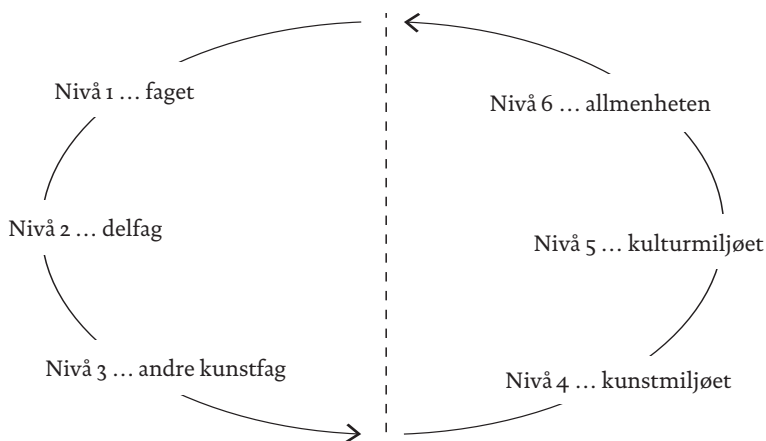 Nivå 1 … faget
Nivå 2 … delfag
Nivå 3 … andre kunstfag
Nivå 4 … kunstmiljøet
Nivå 5 … kulturmiljøet
Nivå 6 … allmenheten